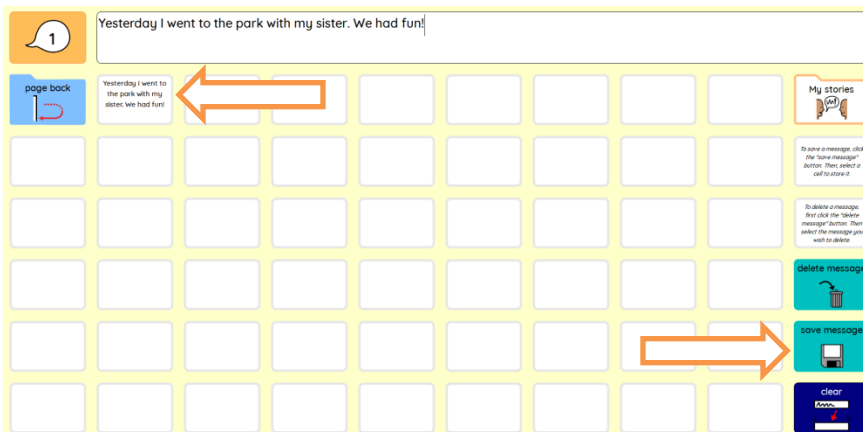 1
Yesterday I went to the park with my sister. We had fun!
page back
Yesterday I went to
the park with my
sister. We had fun!
My stories
To save a message, click
the "save message"
button. Then, select a
cell to store it.
To delete a message,
first click the "delete
message" button. Then
select the message you
wish to delete.
delete message
save message
clear